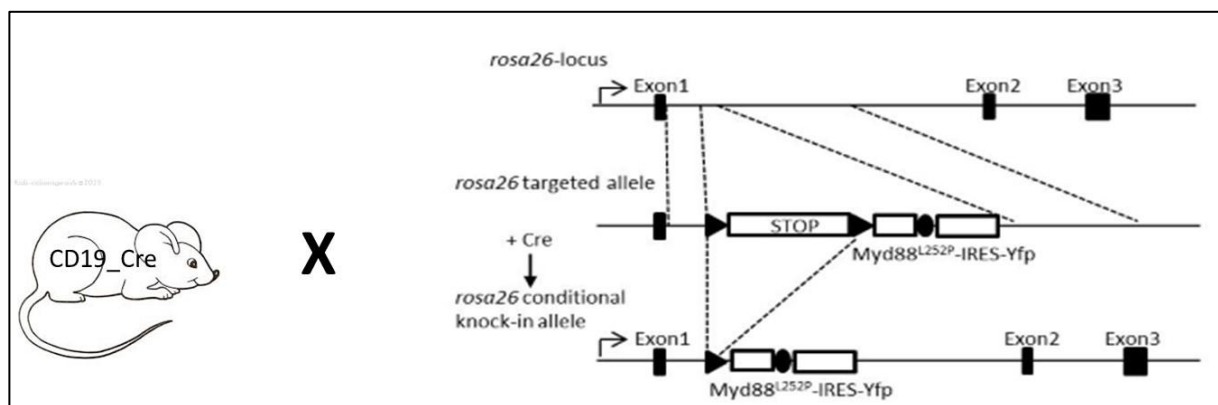 rosa26-locus
Exon1 Exon2 Exon3
rosa26 targeted allele
STOP
+ Cre
Myd88L252P-IRES-Yfp
CD19_Cre X
rosa26 conditional
knock-in allele
Exon1 Exon2 Exon3
Myd88L252P-IRES-Yfp